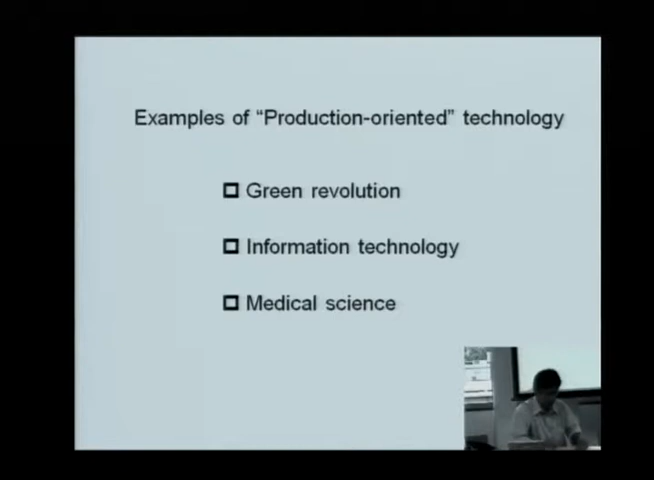 Examples of “Production-oriented” technology
Green revolution
Information technology
Medical science